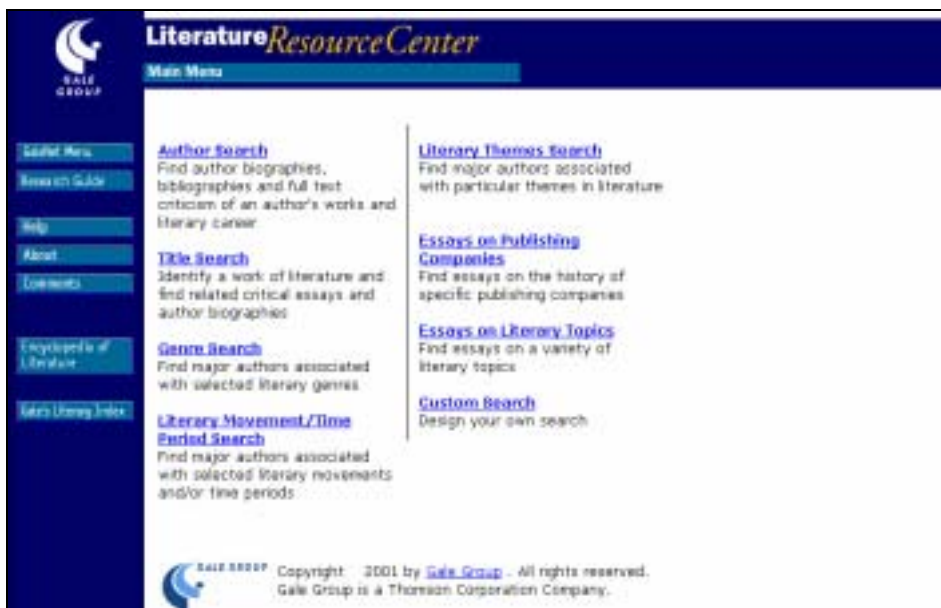 GALE
GROUP
Literature Resource Center
Main Menu
GaleNet Menu
Research Guide
Help
About
Comments
Encyclopedia of
Literature
Gale's Literary Index
Author Search
Find author biographies,
bibliographies and full text
criticism of an author's works and
literary career
Title Search
Identify a work of literature and
find related critical essays and
author biographies
Genre Search
Find major authors associated
with selected literary genres
Literary Movement/Time
Period Search
Find major authors associated
with selected literary movements
and/or time periods
Literary Themes Search
Find major authors associated
with particular themes in literature
Essays on Publishing
Companies
Find essays on the history of
specific publishing companies
Essays on Literary Topics
Find essays on a variety of
literary topics
Custom Search
Design your own search
GALE GROUP
Copyright 2001 by Gale Group . All rights reserved.
Gale Group is a Thomson Corporation Company.